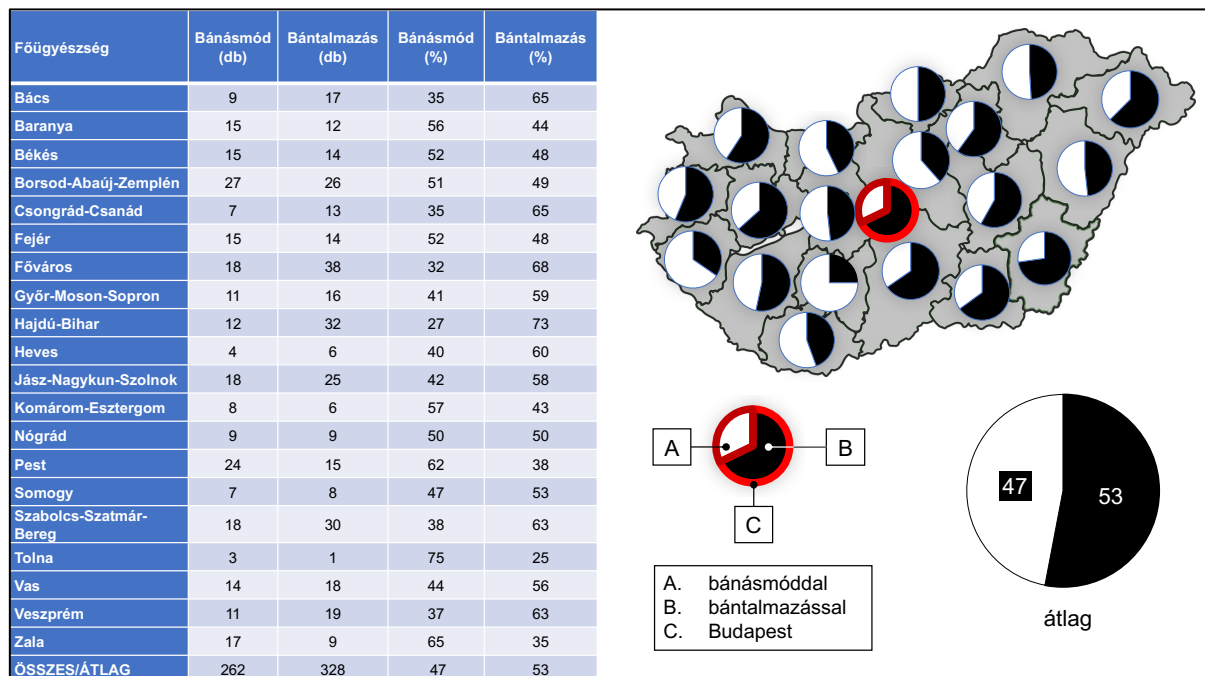 Főügyészség Bánásmód (db) Bántalmazás (db) Bánásmód (%) Bántalmazás (%)
Bács 9 17 35 65
Baranya 15 12 56 44
Békés 15 14 52 48
Borsod-Abaúj-Zemplén 27 26 51 49
Csongrád-Csanád 7 13 35 65
Fejér 15 14 52 48
Főváros 18 38 32 68
Győr-Moson-Sopron 11 16 41 59
Hajdú-Bihar 12 32 27 73
Heves 4 6 40 60
Jász-Nagykun-Szolnok 18 25 42 58
Komárom-Esztergom 8 6 57 43
Nógrád 9 9 50 50
Pest 24 15 62 38
Somogy 7 8 47 53
Szabolcs-Szatmár-
Bereg 18 30 38 63
Tolna 3 1 75 25
Vas 14 18 44 56
Veszprém 11 19 37 63
Zala 17 9 65 35
ÖSSZES/ÁTLAG 262 328 47 53
A
B
C
A. bánásmóddal
B. bántalmazással
C. Budapest
47
53
átlag